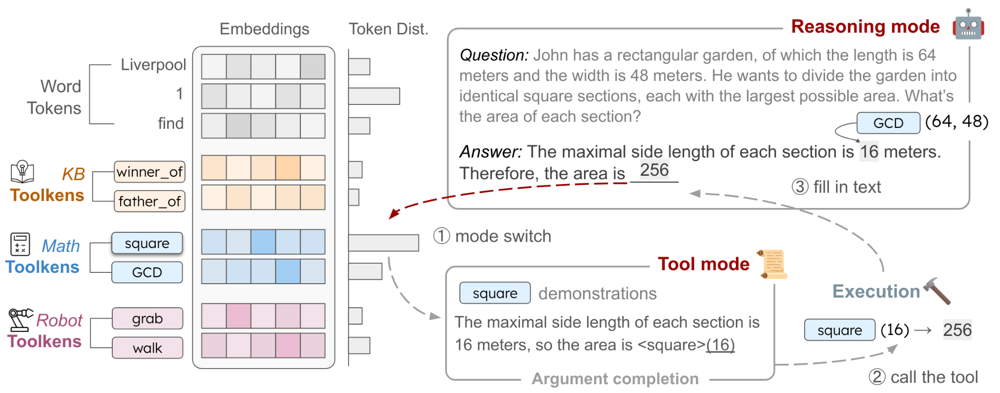 Embeddings
Token Dist.
Word
Tokens
Liverpool
1
find
KB
Toolkens
winner_of
father_of
Math
Toolkens
square
GCD
Robot
Toolkens
grab
walk
Reasoning mode
Question: John has a rectangular garden, of which the length is 64
meters and the width is 48 meters. He wants to divide the garden into
identical square sections, each with the largest possible area. What’s
the area of each section?
GCD (64, 48)
Answer: The maximal side length of each section is 16 meters.
Therefore, the area is 256
③ fill in text
① mode switch
Tool mode
square demonstrations
The maximal side length of each section is
16 meters, so the area is <square>(16)
Argument completion
Execution
square (16) → 256
② call the tool